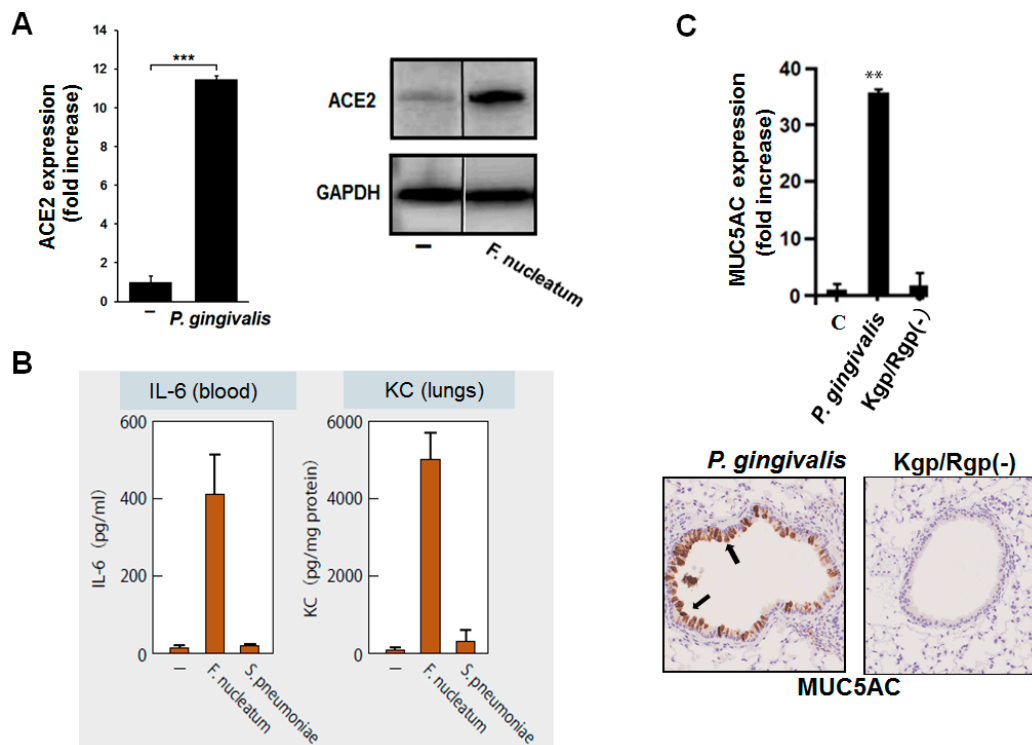 A
ACE2 expression
(fold increase)
14
12
10
8
6
4
2
0
***
–
P. gingivalis
ACE2
GAPDH
–
F. nucleatum
B
IL-6 (blood)
IL-6 (pg/ml)
600
400
200
0
–
F. nucleatum
S. pneumoniae
KC (lungs)
KC (pg/mg protein)
6000
4000
2000
0
–
F. nucleatum
S. pneumoniae
C
MUC5AC expression
(fold increase)
40
30
20
10
0
**
C
P. gingivalis
Kgp/Rgp(-)
P. gingivalis
Kgp/Rgp(-)
MUC5AC